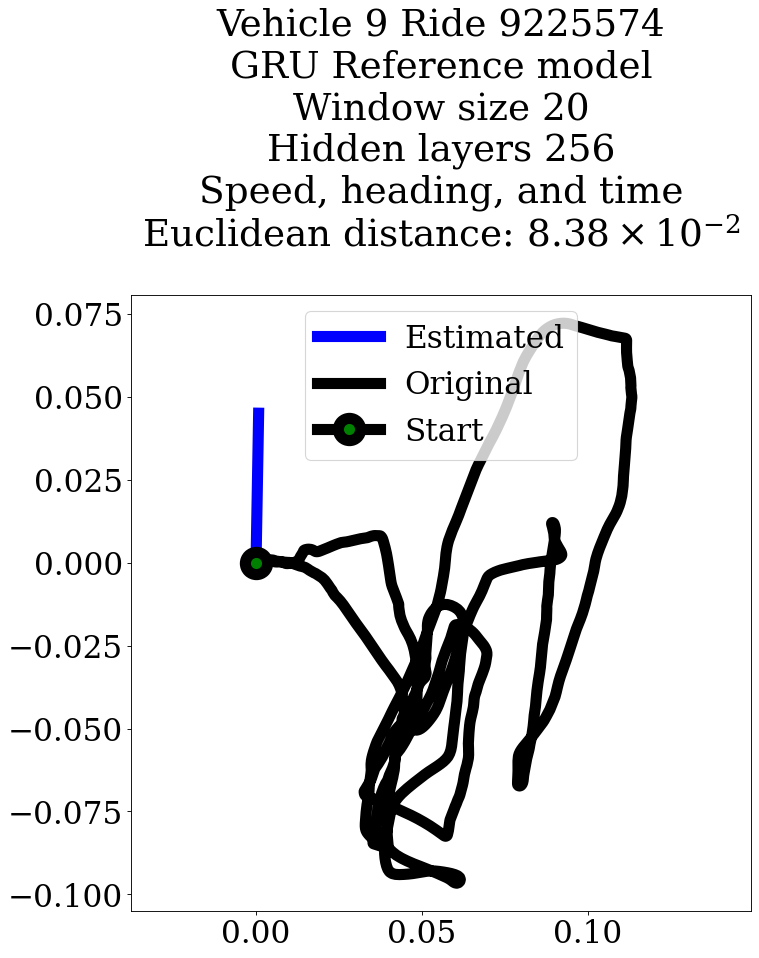 Vehicle 9 Ride 9225574
GRU Reference model
Window size 20
Hidden layers 256
Speed, heading, and time
Euclidean distance: 8.38 × 10⁻²
0.075
0.050
0.025
0.000
−0.025
−0.050
−0.075
−0.100
Estimated
Original
Start
0.00 0.05 0.10